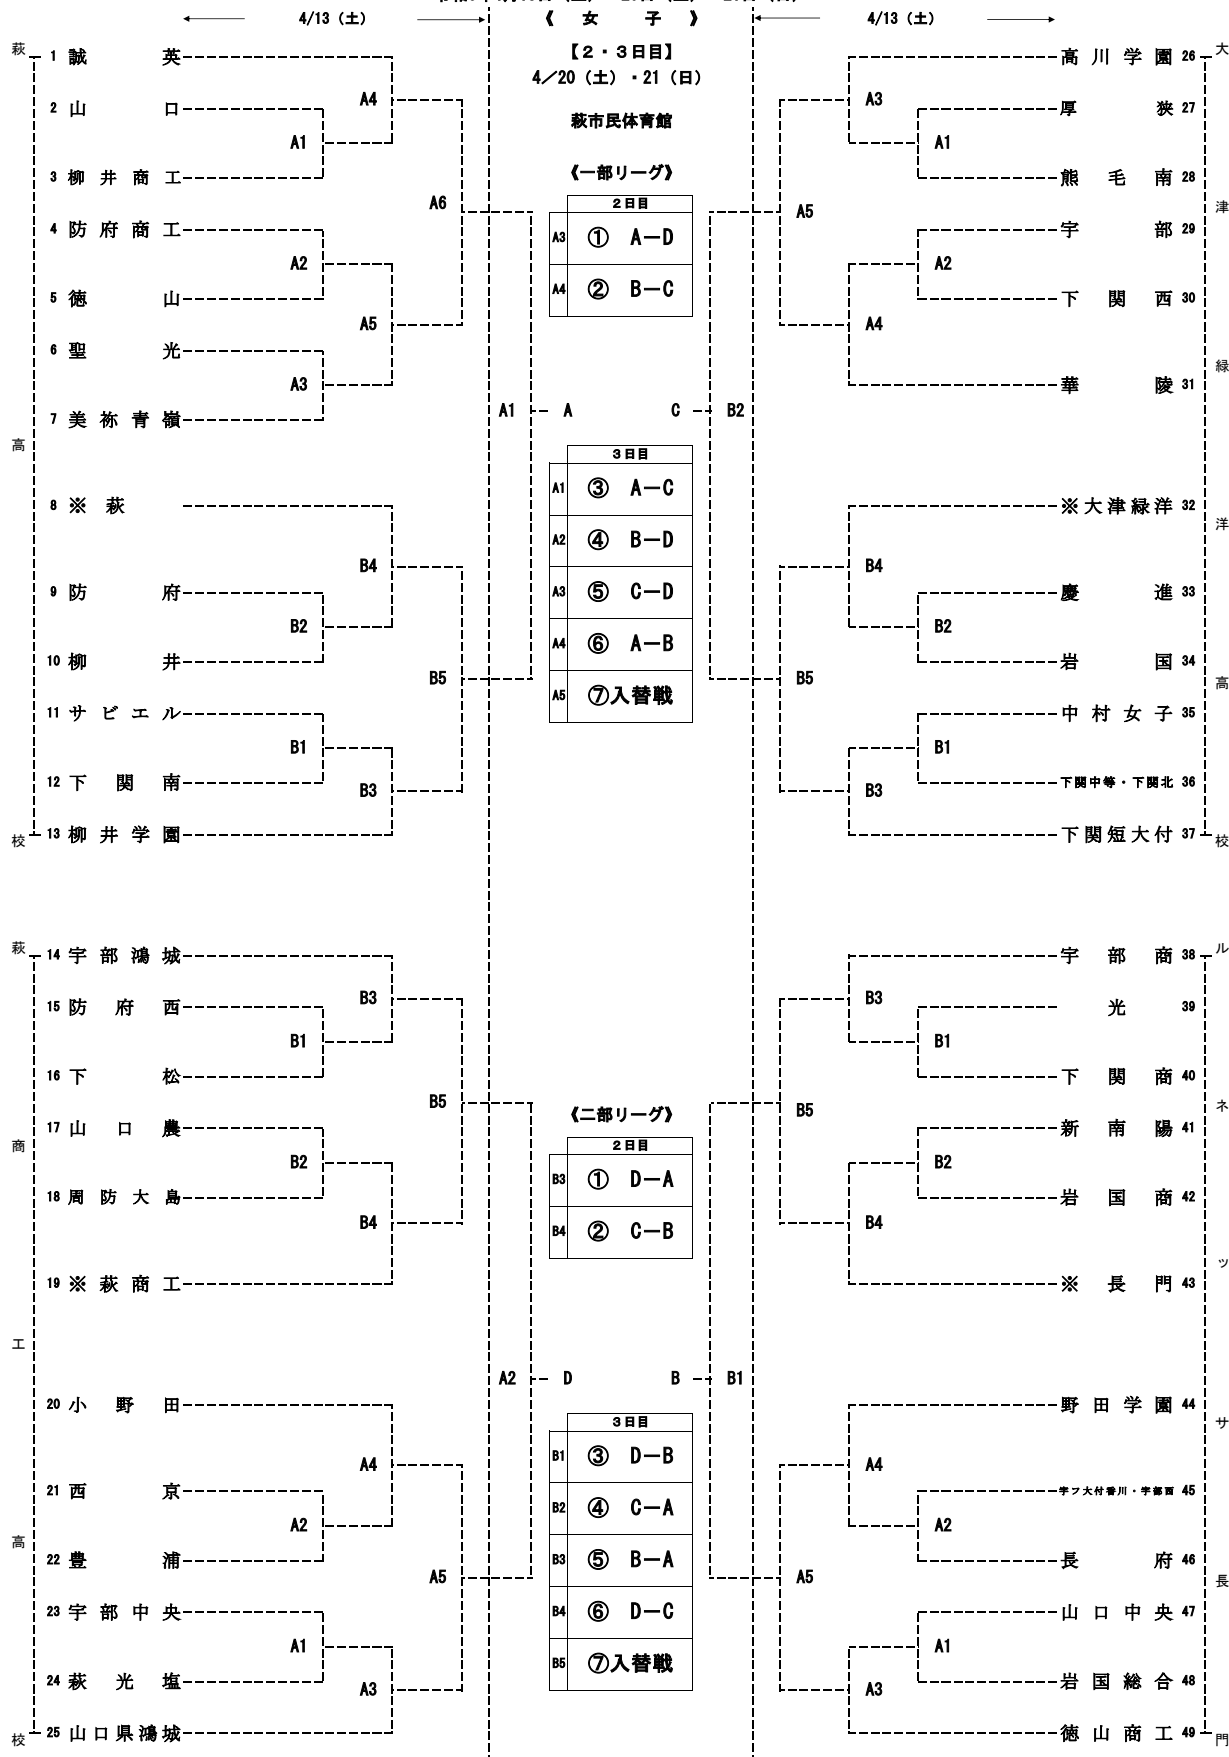 4/13（土）
《 女 子 》
4/13（土）
【２・３日目】
4／20（土）・21（日）
萩市民体育館
萩高校
1 誠英
2 山口
3 柳井商工
4 防府商工
5 徳山
6 聖光
7 美祢青嶺
8 ※萩
9 防府
10 柳井
11 サビエル
12 下関南
13 柳井学園
A4
A1
A6
A2
A5
A3
B4
B2
B5
B1
B3
A1
A
《一部リーグ》
２日目
A3 ① A－D
A4 ② B－C
３日目
A1 ③ A－C
A2 ④ B－D
A3 ⑤ C－D
A4 ⑥ A－B
A5 ⑦入替戦
C
B2
A3
A1
A5
A2
A4
B4
B2
B5
B1
B3
高川学園 26
厚狭 27
熊毛南 28
宇部 29
下関西 30
華陵 31
※大津緑洋 32
慶進 33
岩国 34
中村女子 35
下関中等・下関北 36
下関短大付 37
大津緑洋高校
萩商工高校
14 宇部鴻城
15 防府西
16 下松
17 山口農
18 周防大島
19 ※萩商工
20 小野田
21 西京
22 豊浦
23 宇部中央
24 萩光塩
25 山口県鴻城
B3
B1
B5
B2
B4
A4
A2
A5
A1
A3
A2
D
《二部リーグ》
２日目
B3 ① D－A
B4 ② C－B
３日目
B1 ③ D－B
B2 ④ C－A
B3 ⑤ B－A
B4 ⑥ D－C
B5 ⑦入替戦
B
B1
B3
B1
B5
B2
B4
A4
A2
A5
A1
A3
宇部商 38
光 39
下関商 40
新南陽 41
岩国商 42
※長門 43
野田学園 44
宇フ大付香川・宇部西 45
長府 46
山口中央 47
岩国総合 48
徳山商工 49
ルネッサ長門